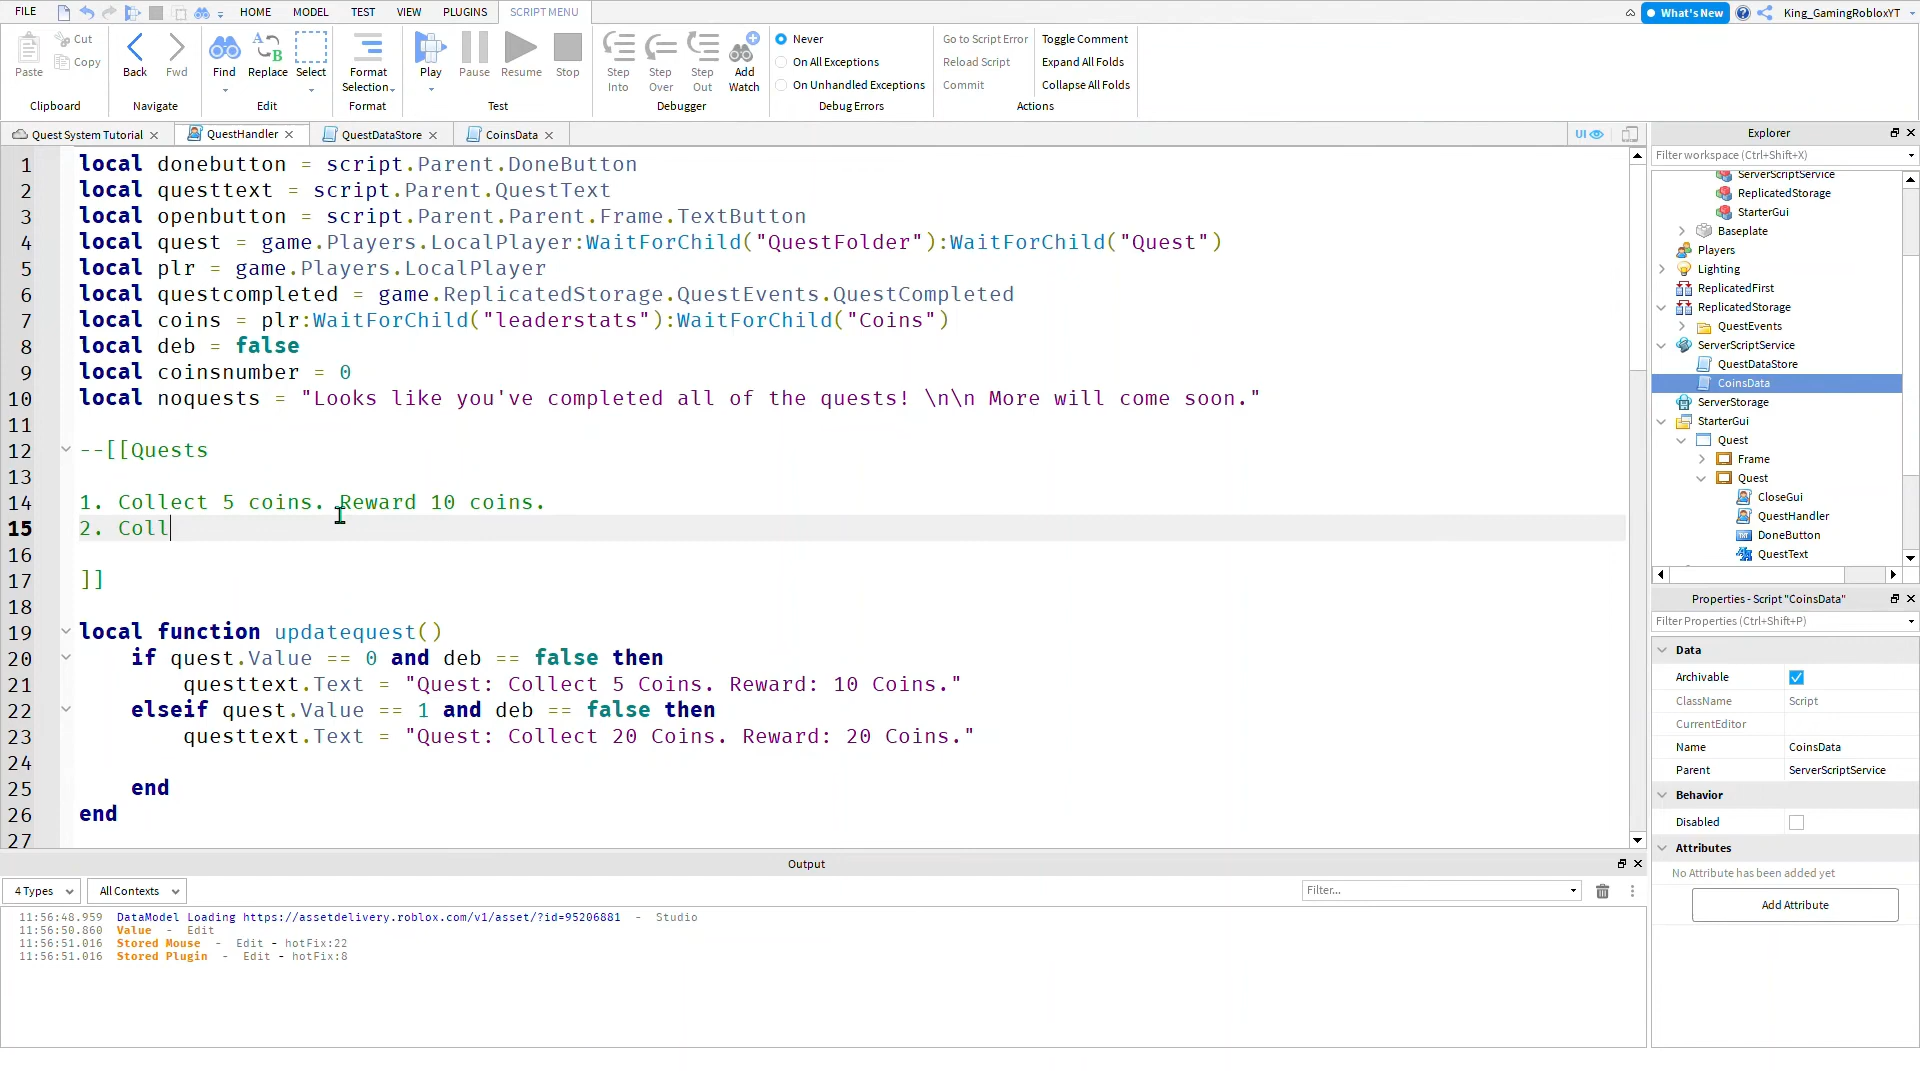 FILE HOME MODEL TEST VIEW PLUGINS SCRIPT MENU What's New King_GamingRobloxYT
Paste Cut Copy Clipboard
Back Fwd Navigate
Find Replace Select Edit
Format Selection Format
Play Pause Resume Stop Test
Step Into Step Over Step Out Add Watch Debugger
Never
On All Exceptions
On Unhandled Exceptions
Debug Errors
Go to Script Error Toggle Comment
Reload Script Expand All Folds
Commit Collapse All Folds
Actions
Quest System Tutorial QuestHandler QuestDataStore CoinsData UI
1 local donebutton = script.Parent.DoneButton
2 local questtext = script.Parent.QuestText
3 local openbutton = script.Parent.Parent.Frame.TextButton
4 local quest = game.Players.LocalPlayer:WaitForChild("QuestFolder"):WaitForChild("Quest")
5 local plr = game.Players.LocalPlayer
6 local questcompleted = game.ReplicatedStorage.QuestEvents.QuestCompleted
7 local coins = plr:WaitForChild("leaderstats"):WaitForChild("Coins")
8 local deb = false
9 local coinsnumber = 0
10 local noquests = "Looks like you've completed all of the quests! \n\n More will come soon."
11
12 --[[Quests
13
14 1. Collect 5 coins. Reward 10 coins.
15 2. Coll
16
17 ]]
18
19 local function updatequest()
20 if quest.Value == 0 and deb == false then
21 questtext.Text = "Quest: Collect 5 Coins. Reward: 10 Coins."
22 elseif quest.Value == 1 and deb == false then
23 questtext.Text = "Quest: Collect 20 Coins. Reward: 20 Coins."
24
25 end
26 end
27
Output
4 Types All Contexts Filter...
11:56:48.959 DataModel Loading https://assetdelivery.roblox.com/v1/asset/?id=95206881 - Studio
11:56:50.860 Value - Edit
11:56:51.016 Stored Mouse - Edit - hotFix:22
11:56:51.016 Stored Plugin - Edit - hotFix:8
Explorer
Filter workspace (Ctrl+Shift+X)
ServerScriptService
ReplicatedStorage
StarterGui
Baseplate
Players
Lighting
ReplicatedFirst
ReplicatedStorage
QuestEvents
ServerScriptService
QuestDataStore
CoinsData
ServerStorage
StarterGui
Quest
Frame
Quest
CloseGui
QuestHandler
DoneButton
QuestText
Properties - Script "CoinsData"
Filter Properties (Ctrl+Shift+P)
Data
Archivable
ClassName Script
CurrentEditor
Name CoinsData
Parent ServerScriptService
Behavior
Disabled
Attributes
No Attribute has been added yet
Add Attribute